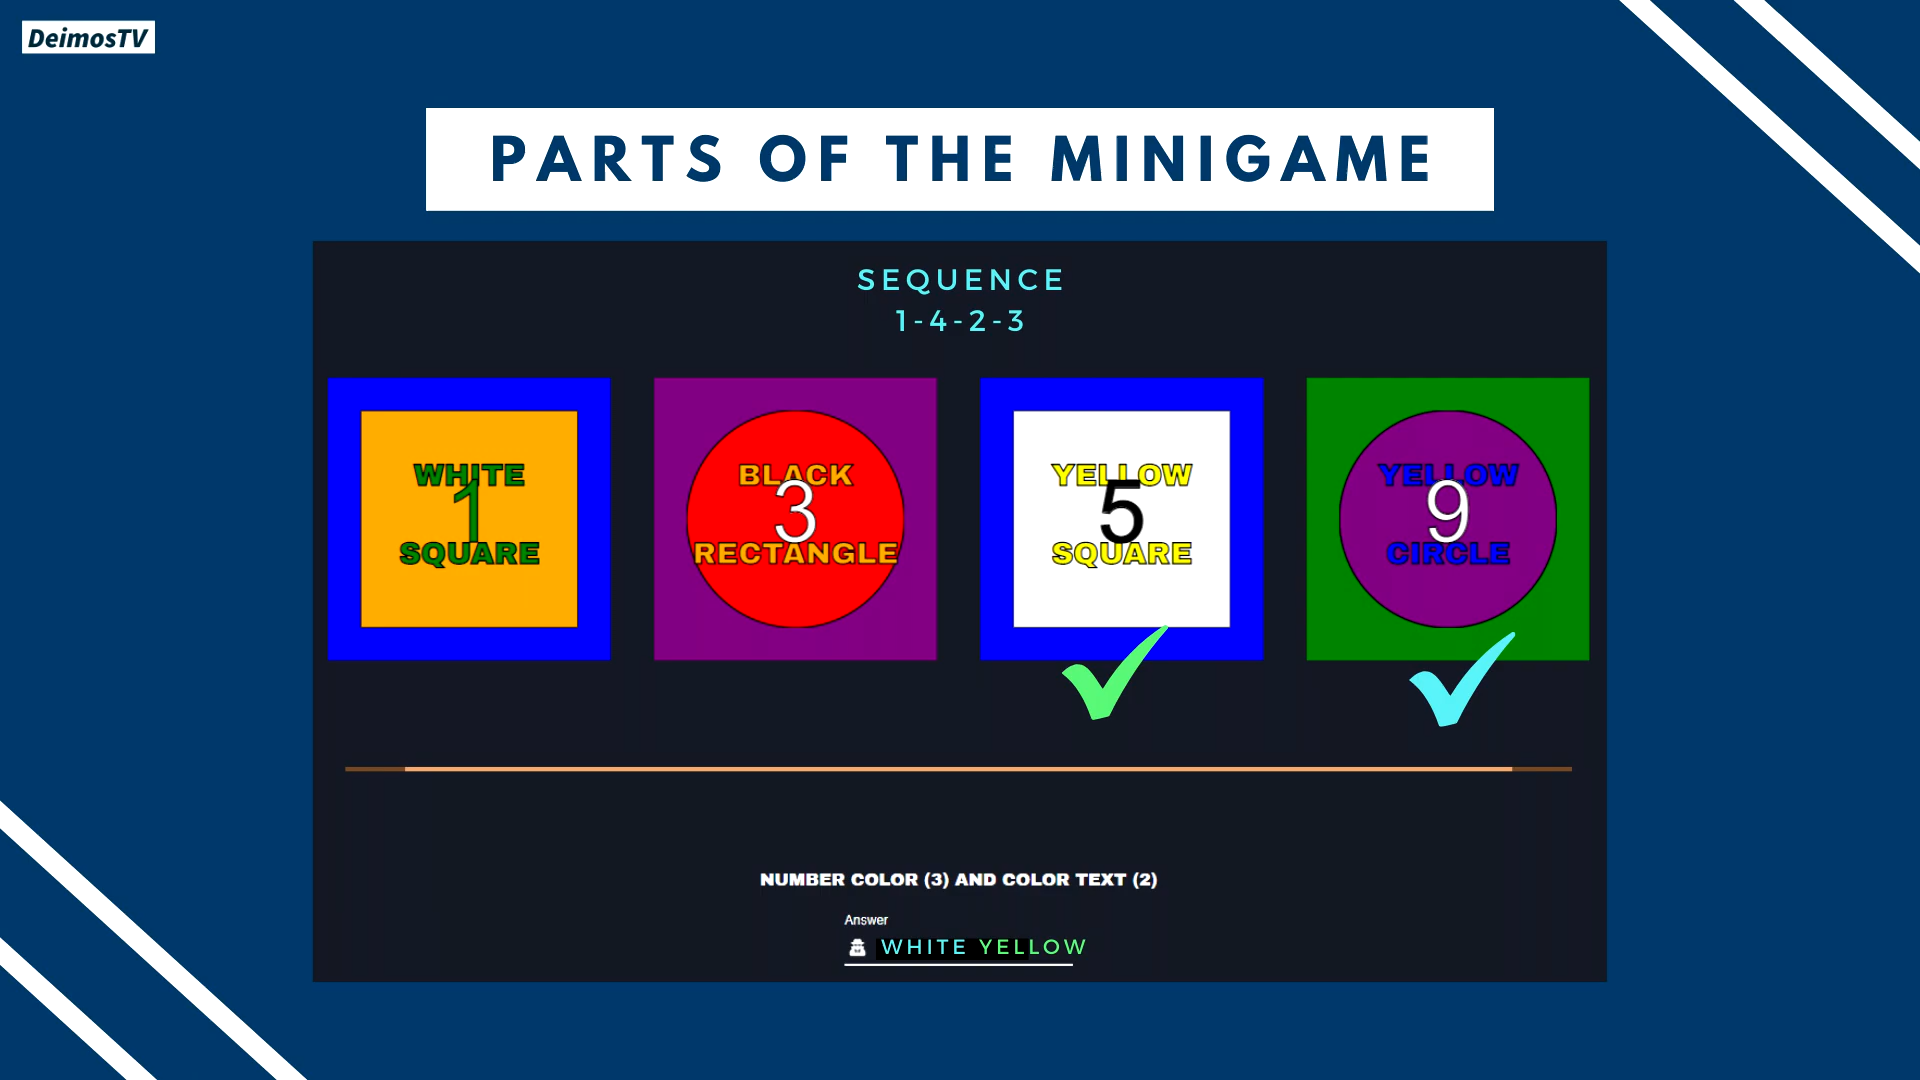 DeimosTV
PARTS OF THE MINIGAME
SEQUENCE
1-4-2-3
WHITE
1
SQUARE
BLACK
3
RECTANGLE
YELLOW
5
SQUARE
YELLOW
9
CIRCLE
NUMBER COLOR (3) AND COLOR TEXT (2)
Answer
WHITE YELLOW